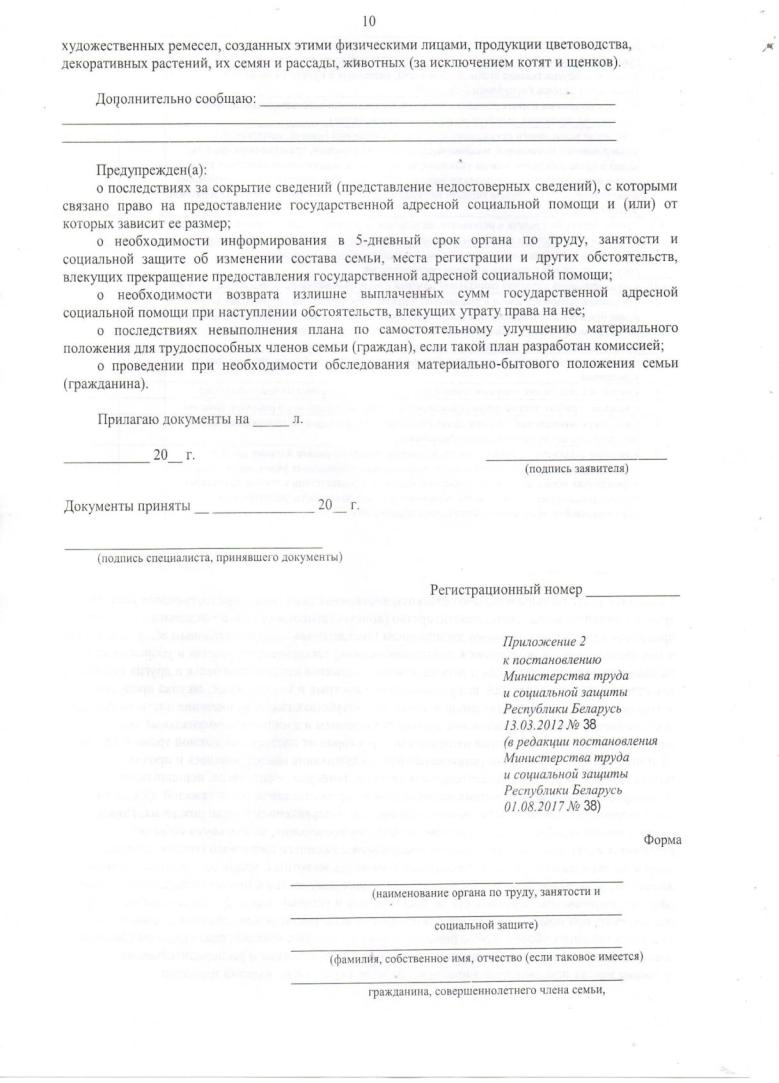 10
художественных ремесел, созданных этими физическими лицами, продукции цветоводства,
декоративных растений, их семян и рассады, животных (за исключением котят и щенков).
Дополнительно сообщаю: ___
Предупрежден(а):
о последствиях за сокрытие сведений (представление недостоверных сведений), с которыми
связано право на предоставление государственной адресной социальной помощи и (или) от
которых зависит ее размер;
о необходимости информирования в 5-дневный срок органа по труду, занятости и
социальной защите об изменении состава семьи, места регистрации и других обстоятельств,
влекущих прекращение предоставления государственной адресной социальной помощи;
о необходимости возврата излишне выплаченных сумм государственной адресной
социальной помощи при наступлении обстоятельств, влекущих утрату права на нее;
о последствиях невыполнения плана по самостоятельному улучшению материального
положения для трудоспособных членов семьи (граждан), если такой план разработан комиссией;
о проведении при необходимости обследования материально-бытового положения семьи
(гражданина).
Прилагаю документы на _____ л.
____________ 20__ г.
(подпись заявителя)
Документы приняты __ ______________ 20__ г.
(подпись специалиста, принявшего документы)
Регистрационный номер _____________
Приложение 2
к постановлению
Министерства труда
и социальной защиты
Республики Беларусь
13.03.2012 № 38
(в редакции постановления
Министерства труда
и социальной защиты
Республики Беларусь
01.08.2017 № 38)
Форма
(наименование органа по труду, занятости и
социальной защите)
(фамилия, собственное имя, отчество (если таковое имеется)
гражданина, совершеннолетнего члена семьи,